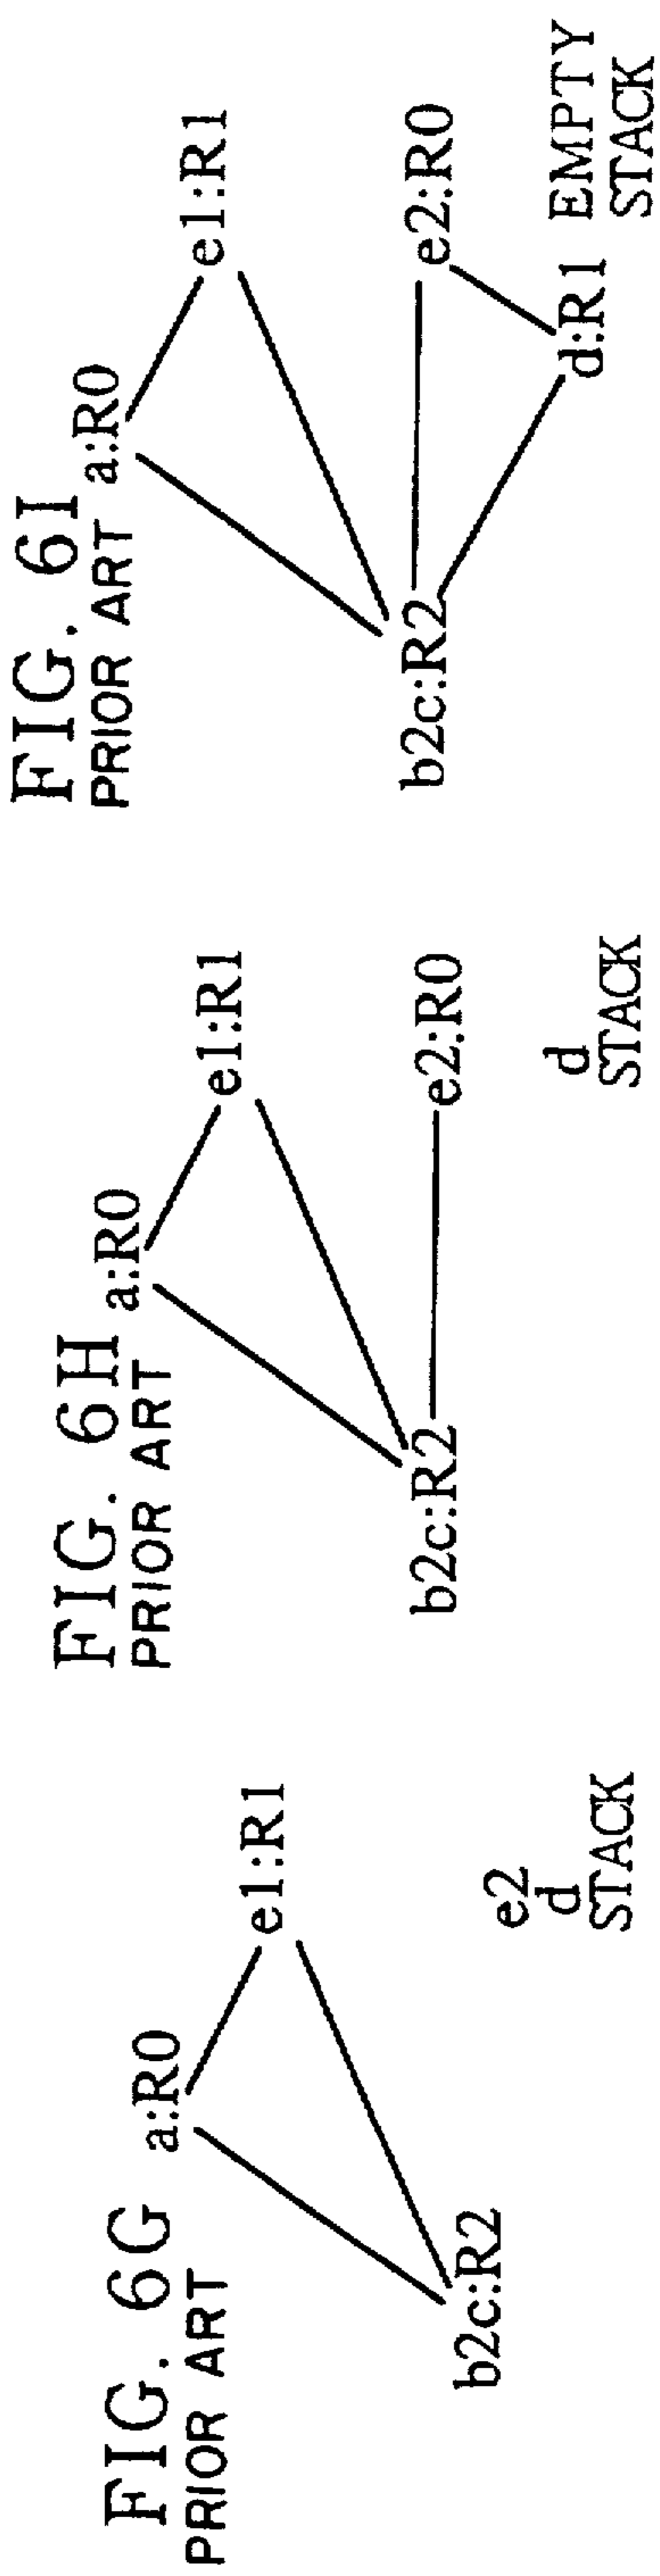 FIG. 6G
PRIOR ART
a:R0
e1:R1
b2c:R2
e2
d
STACK
FIG. 6H
PRIOR ART
a:R0
e1:R1
b2c:R2
e2:R0
d
STACK
FIG. 6I
PRIOR ART
a:R0
e1:R1
b2c:R2
e2:R0
d:R1
EMPTY
STACK